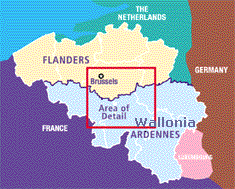 THE
NETHERLANDS
FLANDERS
Brussels
GERMANY
Area of
Detail
Wallonia
ARDENNES
FRANCE
LUXEMBOURG